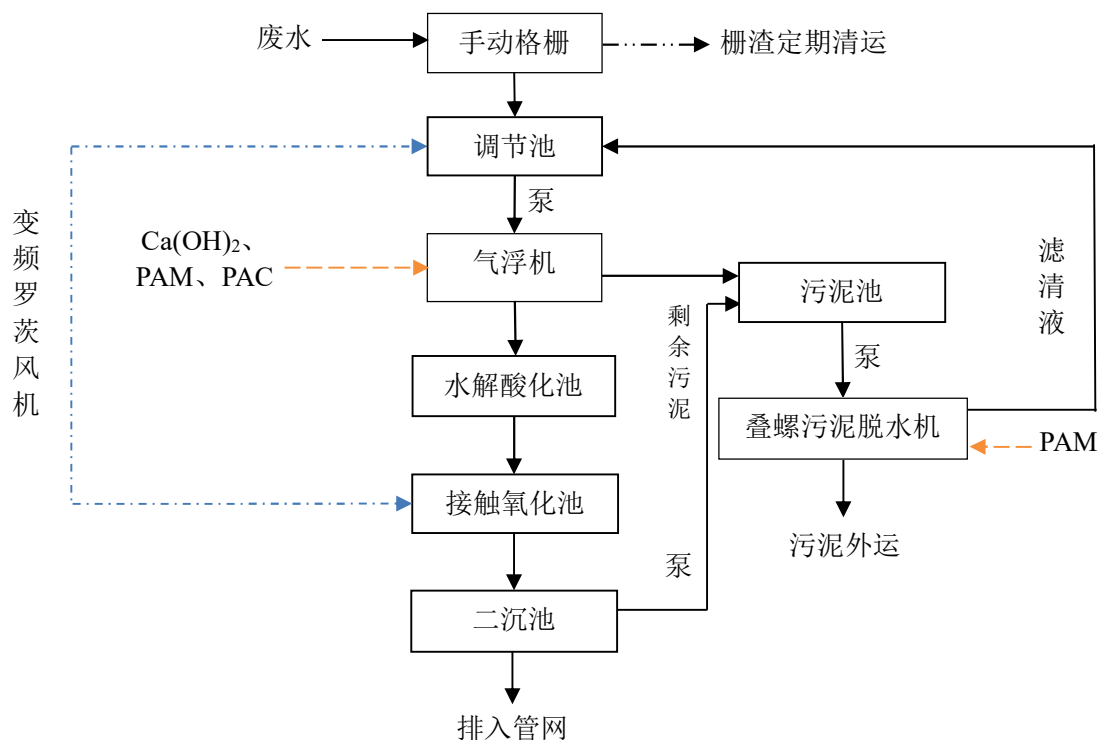 废水
手动格栅
栅渣定期清运
调节池
泵
变频罗茨风机
Ca(OH)₂、
PAM、PAC
气浮机
污泥池
滤清液
剩余污泥
泵
水解酸化池
叠螺污泥脱水机
PAM
接触氧化池
污泥外运
泵
二沉池
排入管网